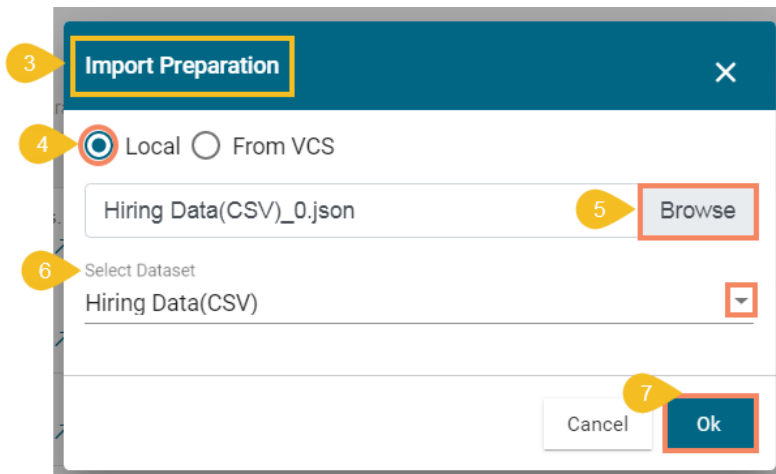 3
Import Preparation
4
Local
From VCS
Hiring Data(CSV)_0.json
5
Browse
6
Select Dataset
Hiring Data(CSV)
7
Cancel
Ok